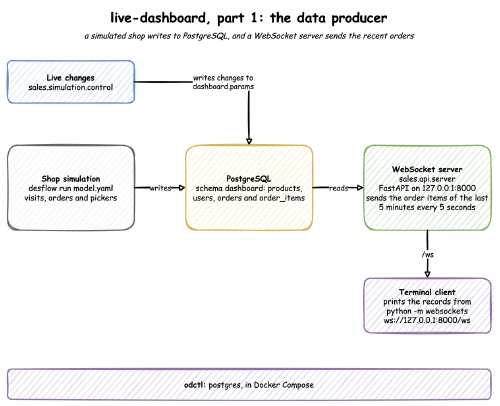 live-dashboard, part 1: the data producer
a simulated shop writes to PostgreSQL, and a WebSocket server sends the recent orders
Live changes
sales.simulation.control
writes changes to
dashboard.params
Shop simulation
desflow run model.yaml
visits, orders and pickers
writes
PostgreSQL
schema dashboard: products,
users, orders and order_items
reads
WebSocket server
sales.api.server
FastAPI on 127.0.0.1:8000
sends the order items of the last
5 minutes every 5 seconds
/ws
Terminal client
prints the records from
python -m websockets
ws://127.0.0.1:8000/ws
odctl: postgres, in Docker Compose